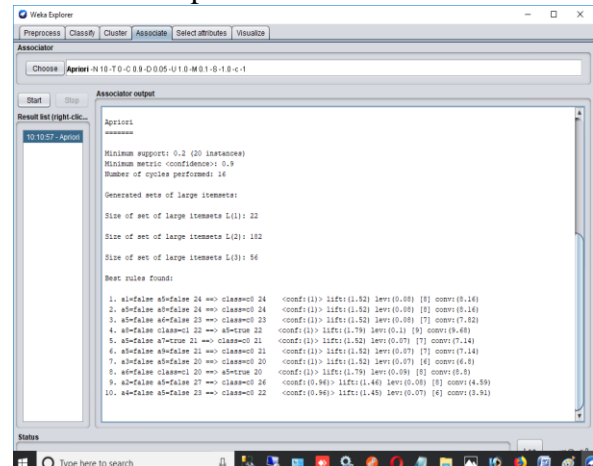 Weka Explorer
Preprocess Classify Cluster Associate Select attributes Visualize
Associator
Choose Apriori -N 10 -T 0 -C 0.9 -D 0.05 -U 1.0 -M 0.1 -S -1.0 -c -1
Start Stop
Associator output
Result list (right-clic...
10:10:57 - Apriori
Apriori
=======
Minimum support: 0.2 (20 instances)
Minimum metric <confidence>: 0.9
Number of cycles performed: 16
Generated sets of large itemsets:
Size of set of large itemsets L(1): 22
Size of set of large itemsets L(2): 182
Size of set of large itemsets L(3): 56
Best rules found:
1. a1=false a5=false 24 ==> class=c0 24 <conf:(1)> lift:(1.52) lev:(0.08) [8] conv:(8.16)
2. a5=false a8=false 24 ==> class=c0 24 <conf:(1)> lift:(1.52) lev:(0.08) [8] conv:(8.16)
3. a5=false a6=false 23 ==> class=c0 23 <conf:(1)> lift:(1.52) lev:(0.08) [7] conv:(7.82)
4. a8=false class=c1 22 ==> a5=true 22 <conf:(1)> lift:(1.79) lev:(0.1) [9] conv:(9.68)
5. a5=false a7=true 21 ==> class=c0 21 <conf:(1)> lift:(1.52) lev:(0.07) [7] conv:(7.14)
6. a5=false a9=false 21 ==> class=c0 21 <conf:(1)> lift:(1.52) lev:(0.07) [7] conv:(7.14)
7. a3=false a5=false 20 ==> class=c0 20 <conf:(1)> lift:(1.52) lev:(0.07) [6] conv:(6.8)
8. a6=false class=c1 20 ==> a5=true 20 <conf:(1)> lift:(1.79) lev:(0.09) [8] conv:(8.8)
9. a2=false a5=false 27 ==> class=c0 26 <conf:(0.96)> lift:(1.46) lev:(0.08) [8] conv:(4.59)
10. a4=false a5=false 23 ==> class=c0 22 <conf:(0.96)> lift:(1.45) lev:(0.07) [6] conv:(3.91)
Status
Type here to search